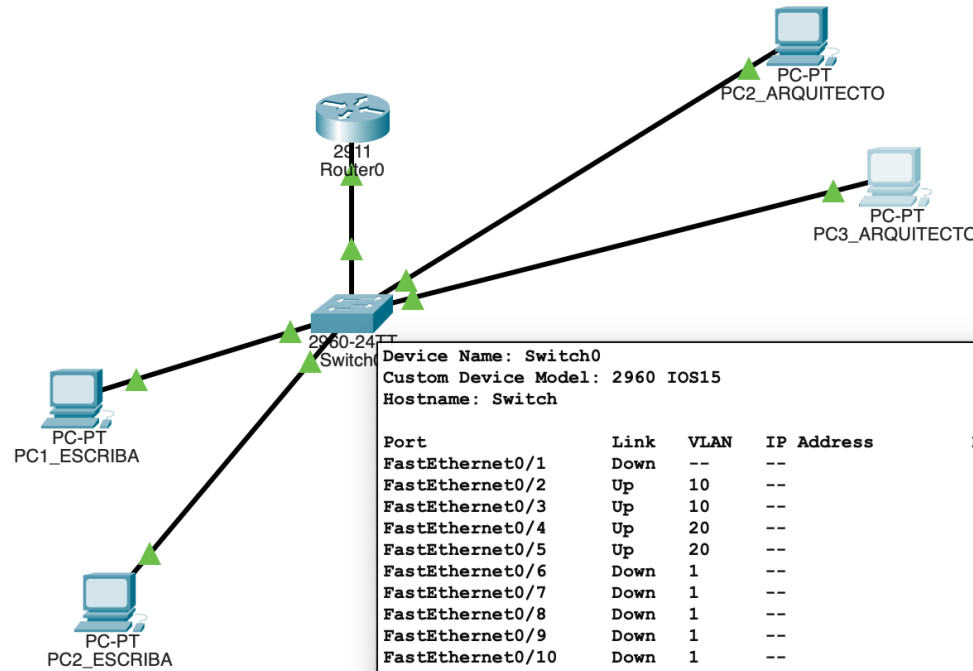 PC-PT
PC2_ARQUITECTO
2911
Router0
PC-PT
PC3_ARQUITECTO
2960-24TT
Switch0
PC-PT
PC1_ESCRIBA
PC-PT
PC2_ESCRIBA
Device Name: Switch0
Custom Device Model: 2960 IOS15
Hostname: Switch
Port Link VLAN IP Address
FastEthernet0/1 Down -- --
FastEthernet0/2 Up 10 --
FastEthernet0/3 Up 10 --
FastEthernet0/4 Up 20 --
FastEthernet0/5 Up 20 --
FastEthernet0/6 Down 1 --
FastEthernet0/7 Down 1 --
FastEthernet0/8 Down 1 --
FastEthernet0/9 Down 1 --
FastEthernet0/10 Down 1 --